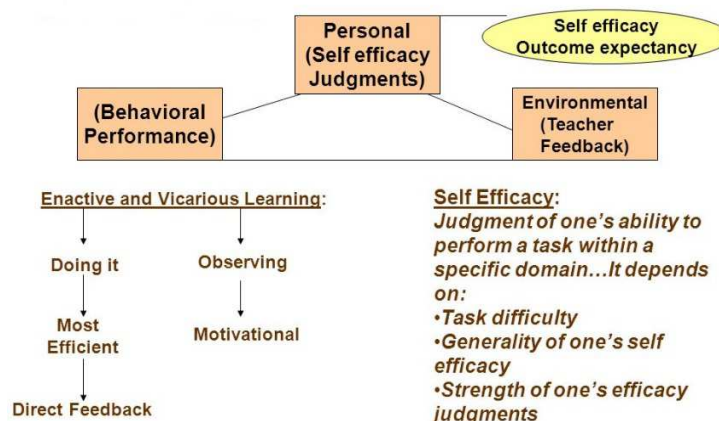 Personal
(Self efficacy
Judgments)
Self efficacy
Outcome expectancy
(Behavioral
Performance)
Environmental
(Teacher
Feedback)
Enactive and Vicarious Learning:
Doing it
Observing
Most
Efficient
Motivational
Direct Feedback
Self Efficacy:
Judgment of one's ability to
perform a task within a
specific domain...It depends
on:
•Task difficulty
•Generality of one's self
efficacy
•Strength of one's efficacy
judgments